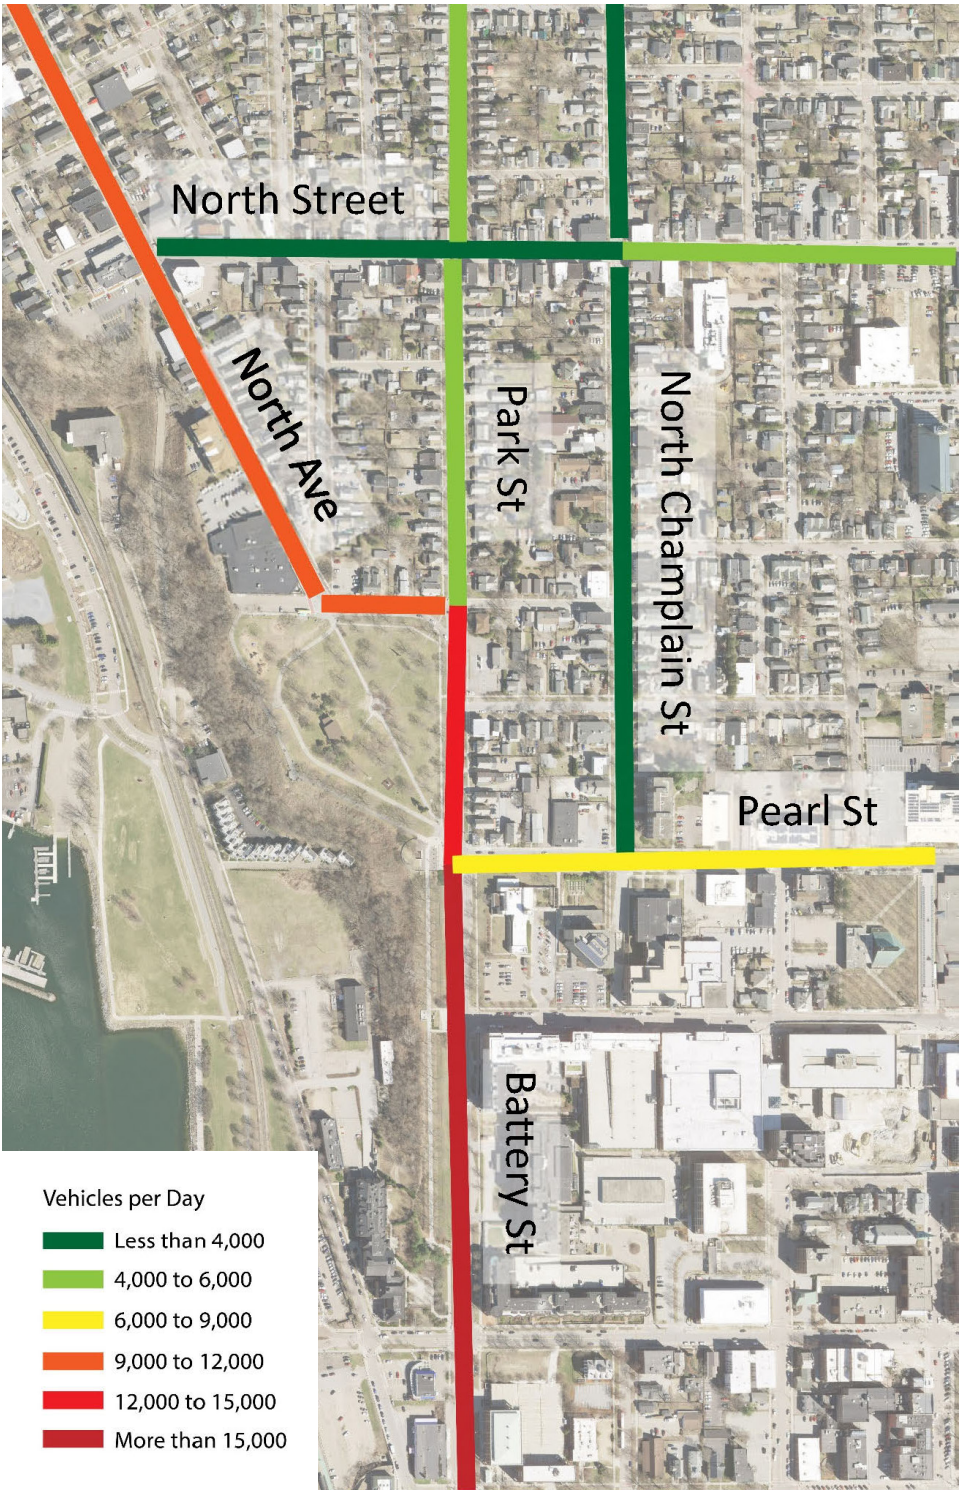 North Street
North Ave
Park St
North Champlain St
Pearl St
Battery St
Vehicles per Day
Less than 4,000
4,000 to 6,000
6,000 to 9,000
9,000 to 12,000
12,000 to 15,000
More than 15,000